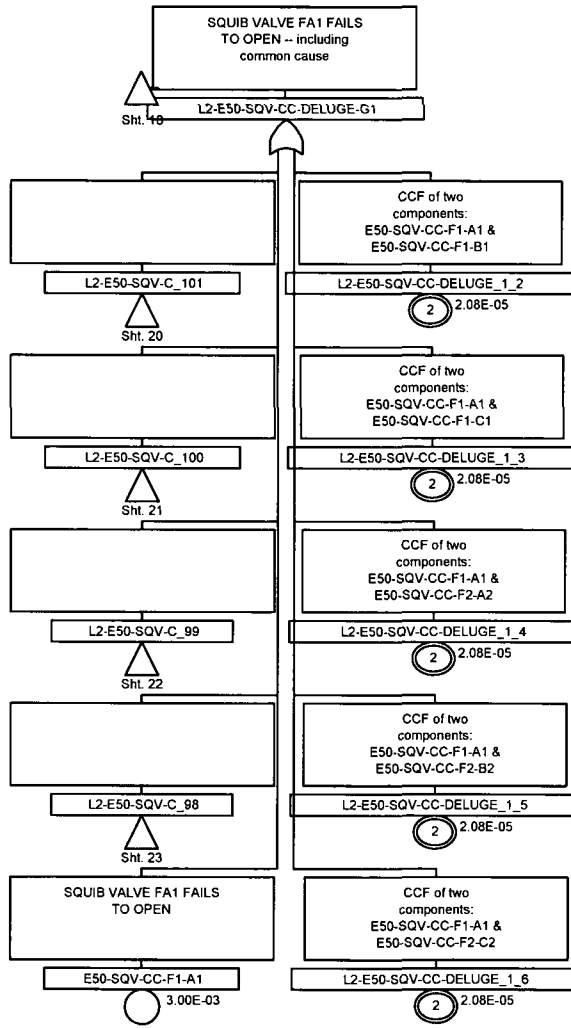 SQUIB VALVE FA1 FAILS
TO OPEN -- including
common cause
L2-E50-SQV-CC-DELUGE-G1
Sht. 18
CCF of two
components:
E50-SQV-CC-F1-A1 &
E50-SQV-CC-F1-B1
L2-E50-SQV-C_101
L2-E50-SQV-CC-DELUGE_1_2
Sht. 20
2
2.08E-05
CCF of two
components:
E50-SQV-CC-F1-A1 &
E50-SQV-CC-F1-C1
L2-E50-SQV-C_100
L2-E50-SQV-CC-DELUGE_1_3
Sht. 21
2
2.08E-05
CCF of two
components:
E50-SQV-CC-F1-A1 &
E50-SQV-CC-F2-A2
L2-E50-SQV-C_99
L2-E50-SQV-CC-DELUGE_1_4
Sht. 22
2
2.08E-05
CCF of two
components:
E50-SQV-CC-F1-A1 &
E50-SQV-CC-F2-B2
L2-E50-SQV-C_98
L2-E50-SQV-CC-DELUGE_1_5
Sht. 23
2
2.08E-05
SQUIB VALVE FA1 FAILS
TO OPEN
CCF of two
components:
E50-SQV-CC-F1-A1 &
E50-SQV-CC-F2-C2
E50-SQV-CC-F1-A1
L2-E50-SQV-CC-DELUGE_1_6
3.00E-03
2
2.08E-05